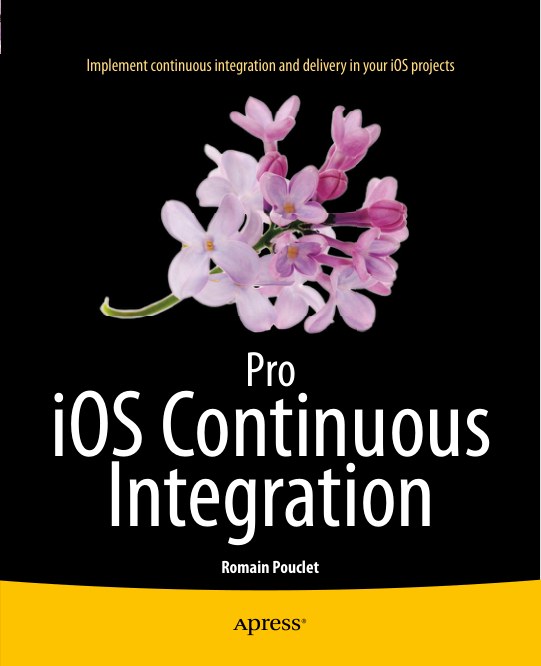 Implement continuous integration and delivery in your iOS projects
Pro
iOS Continuous
Integration
Romain Pouclet
Apress®